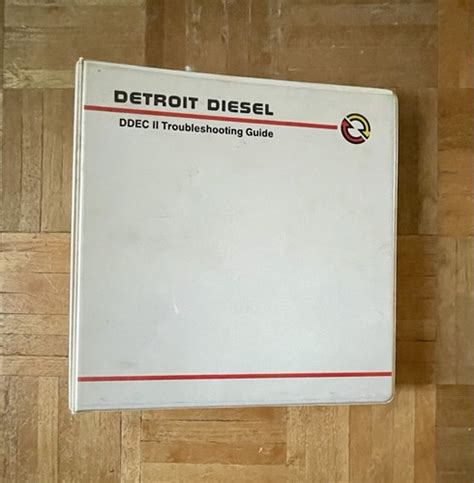 DETROIT DIESEL
DDEC II Troubleshooting Guide